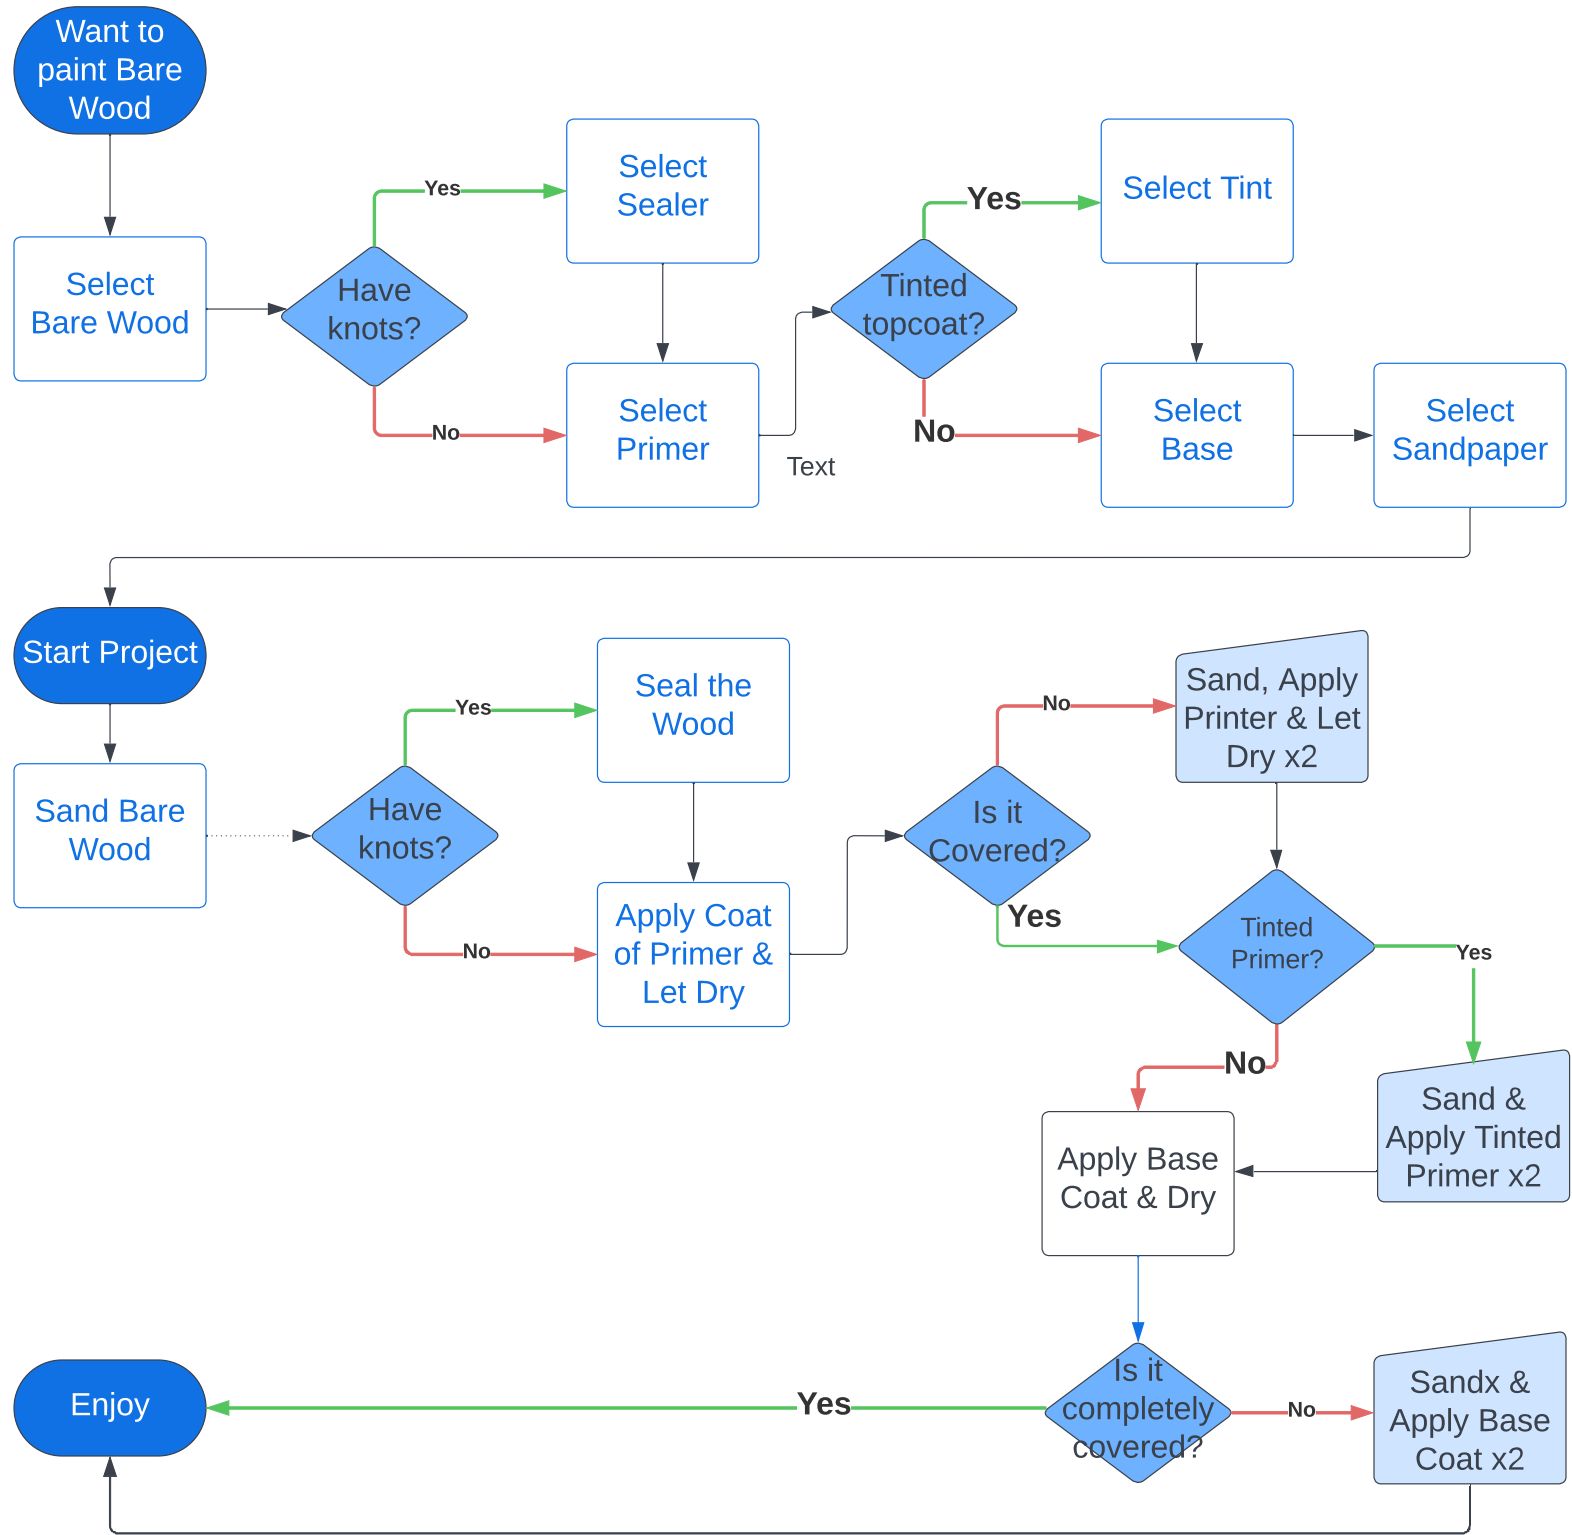 Want to
paint Bare
Wood
Select
Bare Wood
Have
knots?
Yes
No
Select
Sealer
Select
Primer
Text
Tinted
topcoat?
Yes
No
Select Tint
Select
Base
Select
Sandpaper
Start Project
Sand Bare
Wood
Have
knots?
Yes
No
Seal the
Wood
Apply Coat
of Primer &
Let Dry
Is it
Covered?
No
Yes
Sand, Apply
Printer & Let
Dry x2
Tinted
Primer?
Yes
No
Sand &
Apply Tinted
Primer x2
Apply Base
Coat & Dry
Is it
completely
covered?
Yes
No
Sandx &
Apply Base
Coat x2
Enjoy